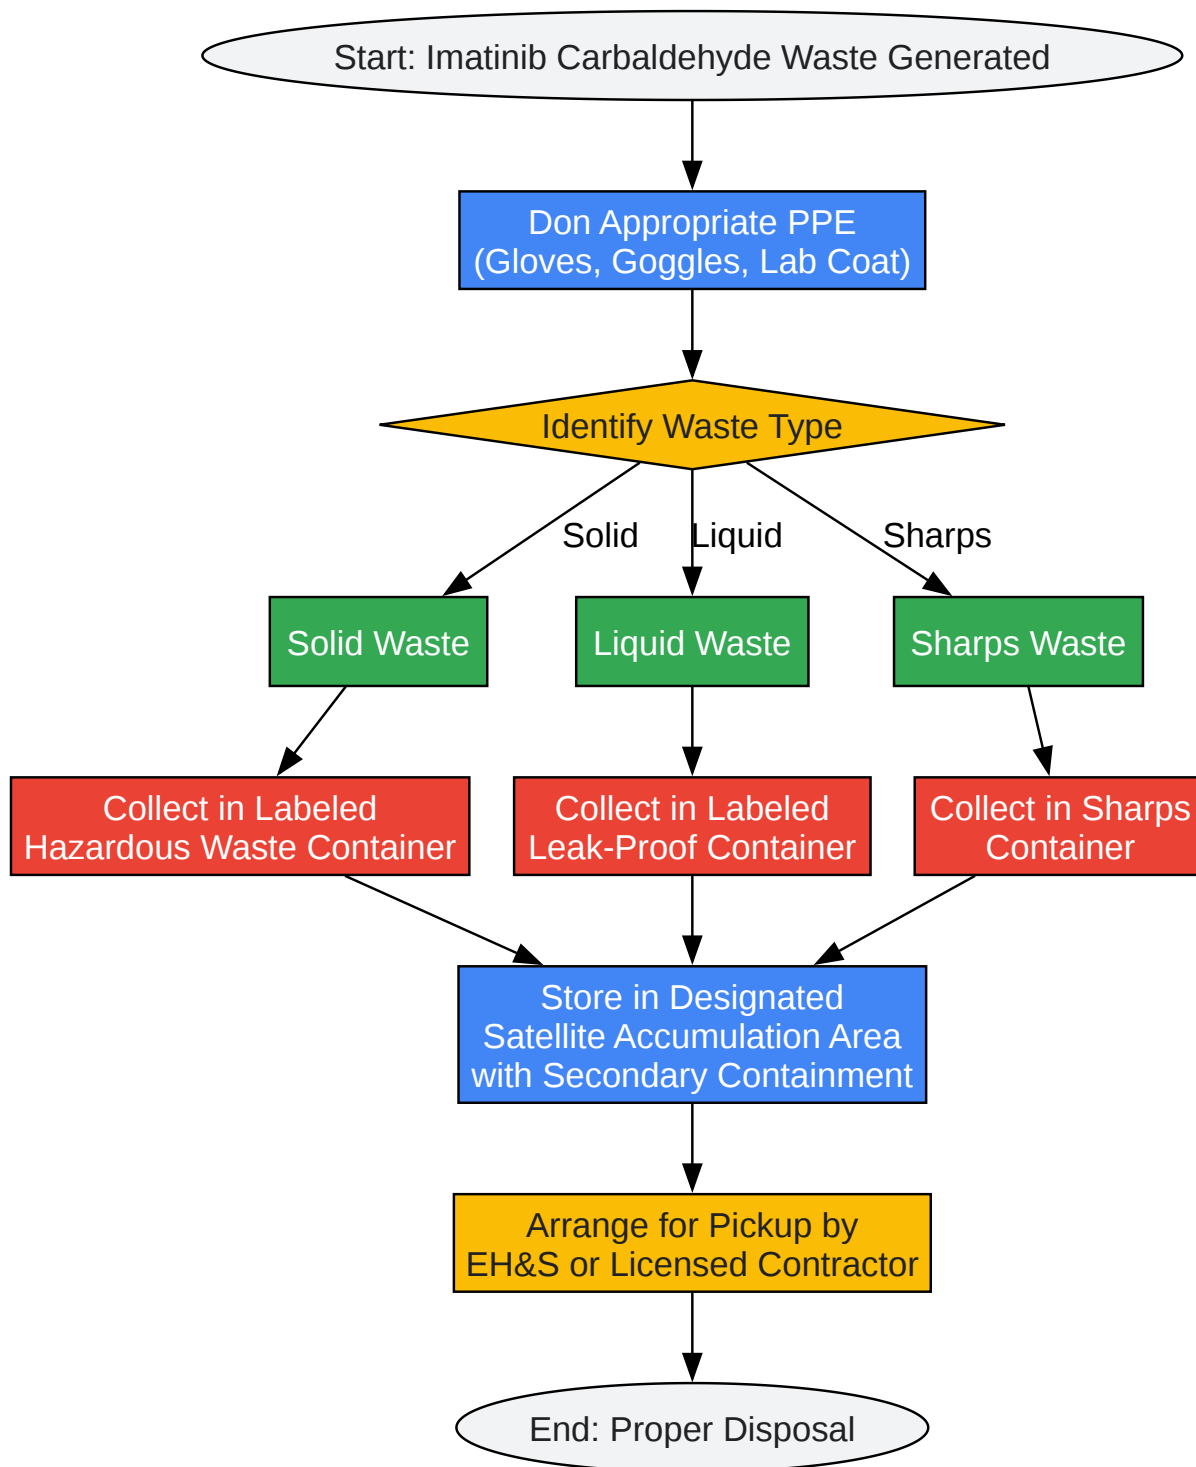 Start: Imatinib Carbaldehyde Waste Generated
Don Appropriate PPE
(Gloves, Goggles, Lab Coat)
Identify Waste Type
Solid
Liquid
Sharps
Solid Waste
Liquid Waste
Sharps Waste
Collect in Labeled
Hazardous Waste Container
Collect in Labeled
Leak-Proof Container
Collect in Sharps
Container
Store in Designated
Satellite Accumulation Area
with Secondary Containment
Arrange for Pickup by
EH&S or Licensed Contractor
End: Proper Disposal